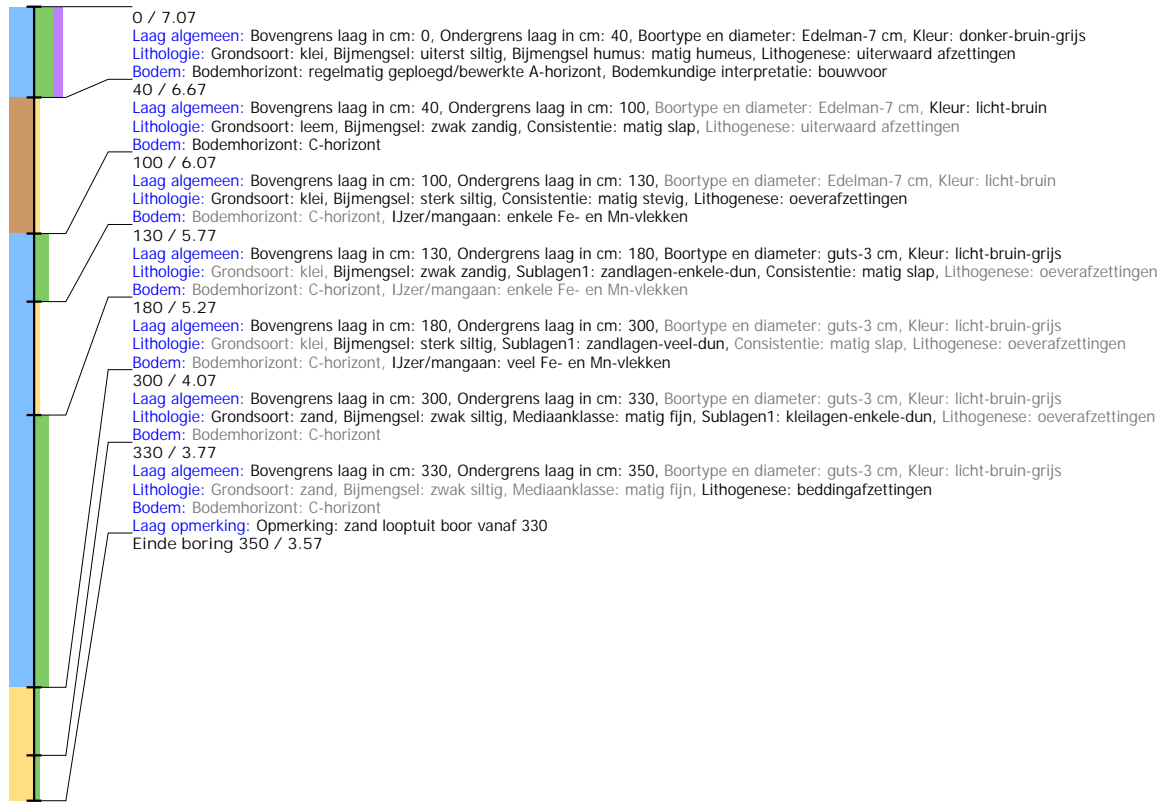 0 / 7.07
Laag algemeen: Bovengrens laag in cm: 0, Ondergrens laag in cm: 40, Boortype en diameter: Edelman-7 cm, Kleur: donker-bruin-grijs
Lithologie: Grondsoort: klei, Bijmengsel: uiterst siltig, Bijmengsel humus: matig humeus, Lithogenese: uiterwaard afzettingen
Bodem: Bodemhorizont: regelmatig geploegd/bewerkte A-horizont, Bodemkundige interpretatie: bouwvoor
40 / 6.67
Laag algemeen: Bovengrens laag in cm: 40, Ondergrens laag in cm: 100, Boortype en diameter: Edelman-7 cm, Kleur: licht-bruin
Lithologie: Grondsoort: leem, Bijmengsel: zwak zandig, Consistentie: matig slap, Lithogenese: uiterwaard afzettingen
Bodem: Bodemhorizont: C-horizont
100 / 6.07
Laag algemeen: Bovengrens laag in cm: 100, Ondergrens laag in cm: 130, Boortype en diameter: Edelman-7 cm, Kleur: licht-bruin
Lithologie: Grondsoort: klei, Bijmengsel: sterk siltig, Consistentie: matig stevig, Lithogenese: oeverafzettingen
Bodem: Bodemhorizont: C-horizont, IJzer/mangaan: enkele Fe- en Mn-vlekken
130 / 5.77
Laag algemeen: Bovengrens laag in cm: 130, Ondergrens laag in cm: 180, Boortype en diameter: guts-3 cm, Kleur: licht-bruin-grijs
Lithologie: Grondsoort: klei, Bijmengsel: zwak zandig, Sublagen1: zandlagen-enkele-dun, Consistentie: matig slap, Lithogenese: oeverafzettingen
Bodem: Bodemhorizont: C-horizont, IJzer/mangaan: enkele Fe- en Mn-vlekken
180 / 5.27
Laag algemeen: Bovengrens laag in cm: 180, Ondergrens laag in cm: 300, Boortype en diameter: guts-3 cm, Kleur: licht-bruin-grijs
Lithologie: Grondsoort: klei, Bijmengsel: sterk siltig, Sublagen1: zandlagen-veel-dun, Consistentie: matig slap, Lithogenese: oeverafzettingen
Bodem: Bodemhorizont: C-horizont, IJzer/mangaan: veel Fe- en Mn-vlekken
300 / 4.07
Laag algemeen: Bovengrens laag in cm: 300, Ondergrens laag in cm: 330, Boortype en diameter: guts-3 cm, Kleur: licht-bruin-grijs
Lithologie: Grondsoort: zand, Bijmengsel: zwak siltig, Mediaanklasse: matig fijn, Sublagen1: kleilagen-enkele-dun, Lithogenese: oeverafzettingen
Bodem: Bodemhorizont: C-horizont
330 / 3.77
Laag algemeen: Bovengrens laag in cm: 330, Ondergrens laag in cm: 350, Boortype en diameter: guts-3 cm, Kleur: licht-bruin-grijs
Lithologie: Grondsoort: zand, Bijmengsel: zwak siltig, Mediaanklasse: matig fijn, Lithogenese: beddingafzettingen
Bodem: Bodemhorizont: C-horizont
Laag opmerking: Opmerking: zand looptuit boor vanaf 330
Einde boring 350 / 3.57